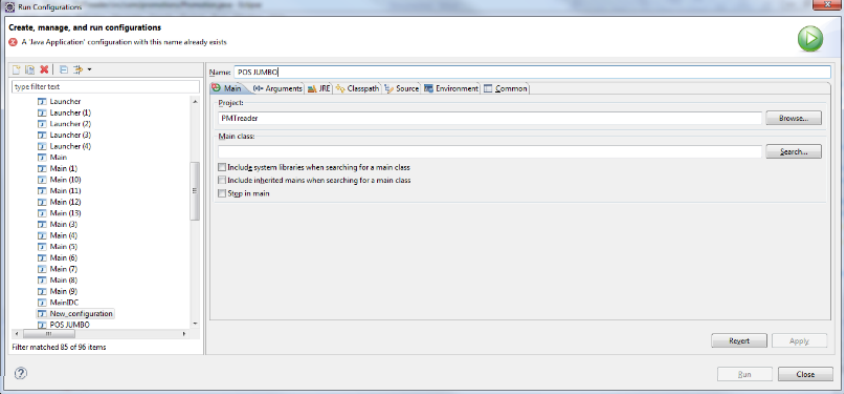 Run Configurations
Create, manage, and run configurations
A 'Java Application' configuration with this name already exists
type filter text
Launcher
Launcher (1)
Launcher (2)
Launcher (3)
Launcher (4)
Main
Main (1)
Main (10)
Main (11)
Main (12)
Main (13)
Main (3)
Main (4)
Main (5)
Main (6)
Main (7)
Main (8)
Main (9)
MainIDC
New_configuration
POS JUMBO
Filter matched 85 of 96 items
Name: POS JUMBO
Main Arguments JRE Classpath Source Environment Common
Project:
PMTreader
Browse...
Main class:
Search...
Include system libraries when searching for a main class
Include inherited mains when searching for a main class
Stop in main
Revert Apply
Run Close